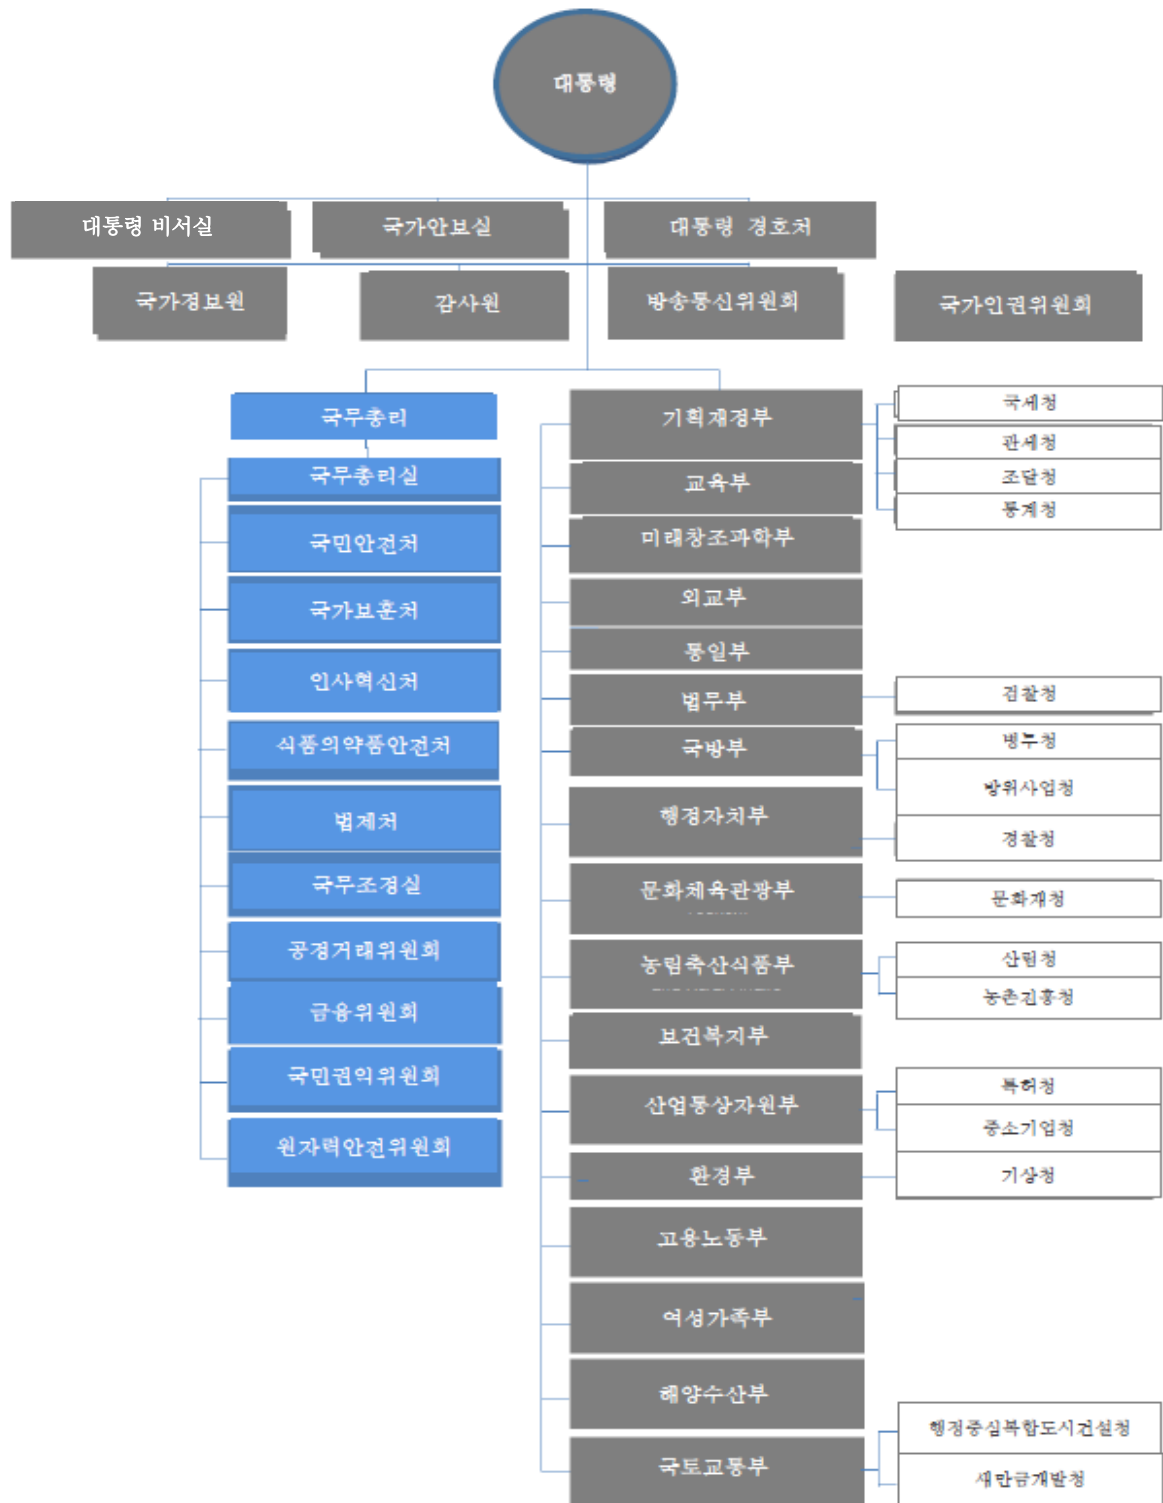 대통령
대통령 비서실
국가안보실
대통령 경호처
국가정보원
감사원
방송통신위원회
국가인권위원회
국무총리
국무총리실
국민안전처
국가보훈처
인사혁신처
식품의약품안전처
법제처
국무조정실
공정거래위원회
금융위원회
국민권익위원회
원자력안전위원회
기획재정부
교육부
미래창조과학부
외교부
통일부
법무부
국방부
행정자치부
문화체육관광부
농림축산식품부
보건복지부
산업통상자원부
환경부
고용노동부
여성가족부
해양수산부
국토교통부
국세청
관세청
조달청
통계청
검찰청
병무청
방위사업청
경찰청
문화재청
산림청
농촌진흥청
특허청
중소기업청
기상청
행정중심복합도시건설청
새만금개발청